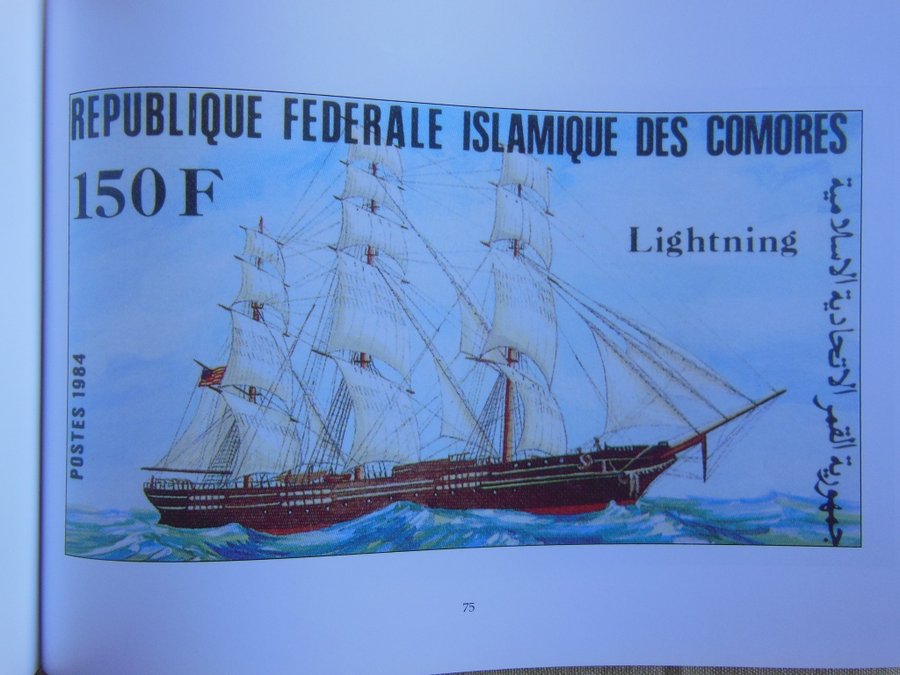 REPUBLIQUE FEDERALE ISLAMIQUE DES COMORES
150 F
Lightning
جمهورية القمر الاتحادية الاسلامية
POSTES 1984
75